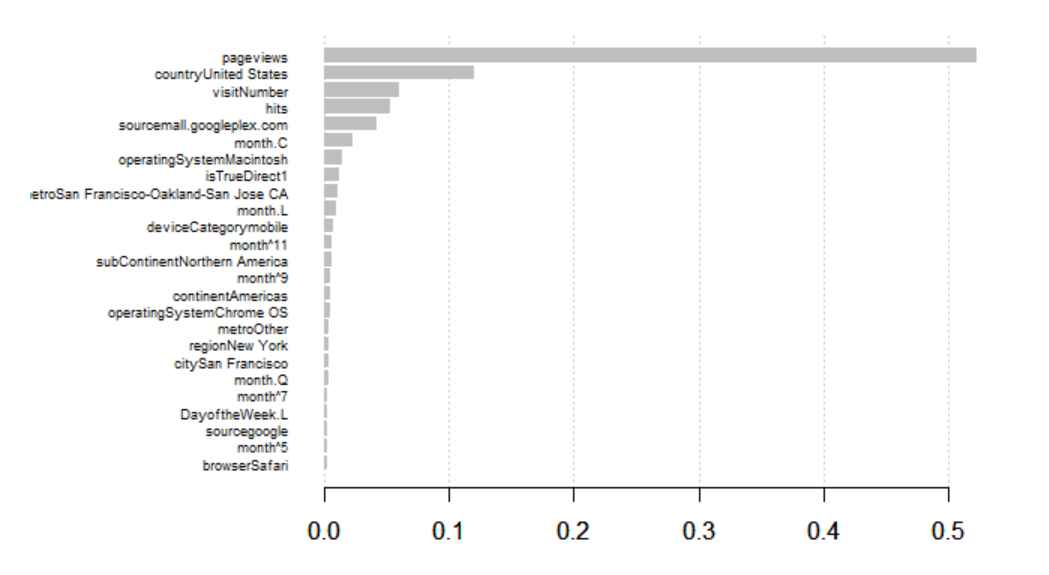 pageviews
countryUnited States
visitNumber
hits
sourcemall.googleplex.com
month.C
operatingSystemMacintosh
isTrueDirect1
etroSan Francisco-Oakland-San Jose CA
month.L
deviceCategorymobile
month^11
subContinentNorthern America
month^9
continentAmericas
operatingSystemChrome OS
metroOther
regionNew York
citySan Francisco
month.Q
month^7
DayoftheWeek.L
sourcegoogle
month^5
browserSafari
0.0 0.1 0.2 0.3 0.4 0.5